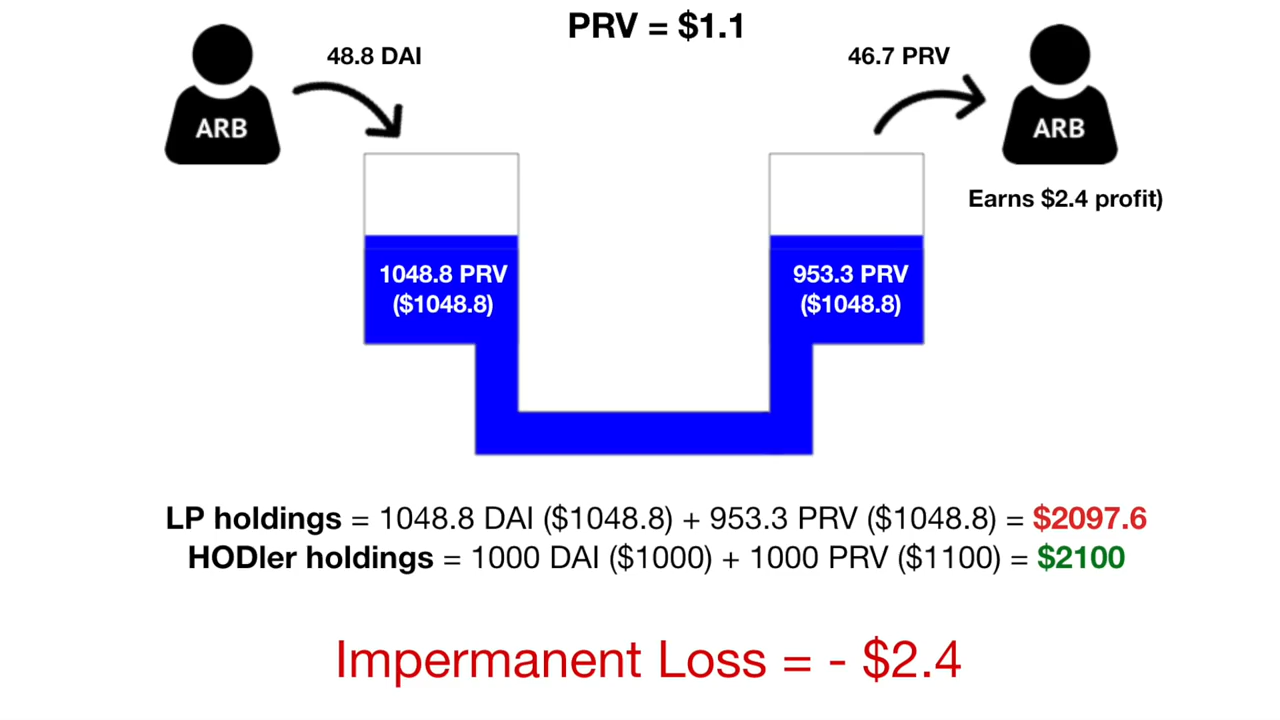 PRV = $1.1
48.8 DAI
46.7 PRV
ARB
ARB
Earns $2.4 profit)
1048.8 PRV
($1048.8)
953.3 PRV
($1048.8)
LP holdings = 1048.8 DAI ($1048.8) + 953.3 PRV ($1048.8) = $2097.6
HODler holdings = 1000 DAI ($1000) + 1000 PRV ($1100) = $2100
Impermanent Loss = - $2.4